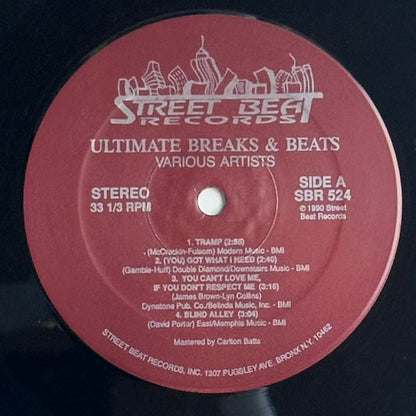 STREET BEAT
RECORDS
ULTIMATE BREAKS & BEATS
VARIOUS ARTISTS
STEREO
33 1/3 RPM
SIDE A
SBR 524
© 1990 Street
Beat Records
1. TRAMP (2:55)
(McCracklin-Fulsom) Modern Music - BMI
2. (YOU) GOT WHAT I NEED (2:40)
(Gamble-Huff) Double Diamond/Downstairs Music - BMI
3. YOU CAN'T LOVE ME,
IF YOU DON'T RESPECT ME (3:16)
(James Brown-Lyn Collins)
Dynatone Pub. Co./Belinda Music, Inc. - BMI
4. BLIND ALLEY (3:04)
(David Porter) East/Memphis Music - BMI
Mastered by Carlton Batts
STREET BEAT RECORDS, INC. 1307 PUGSLEY AVE. BRONX N.Y. 10462